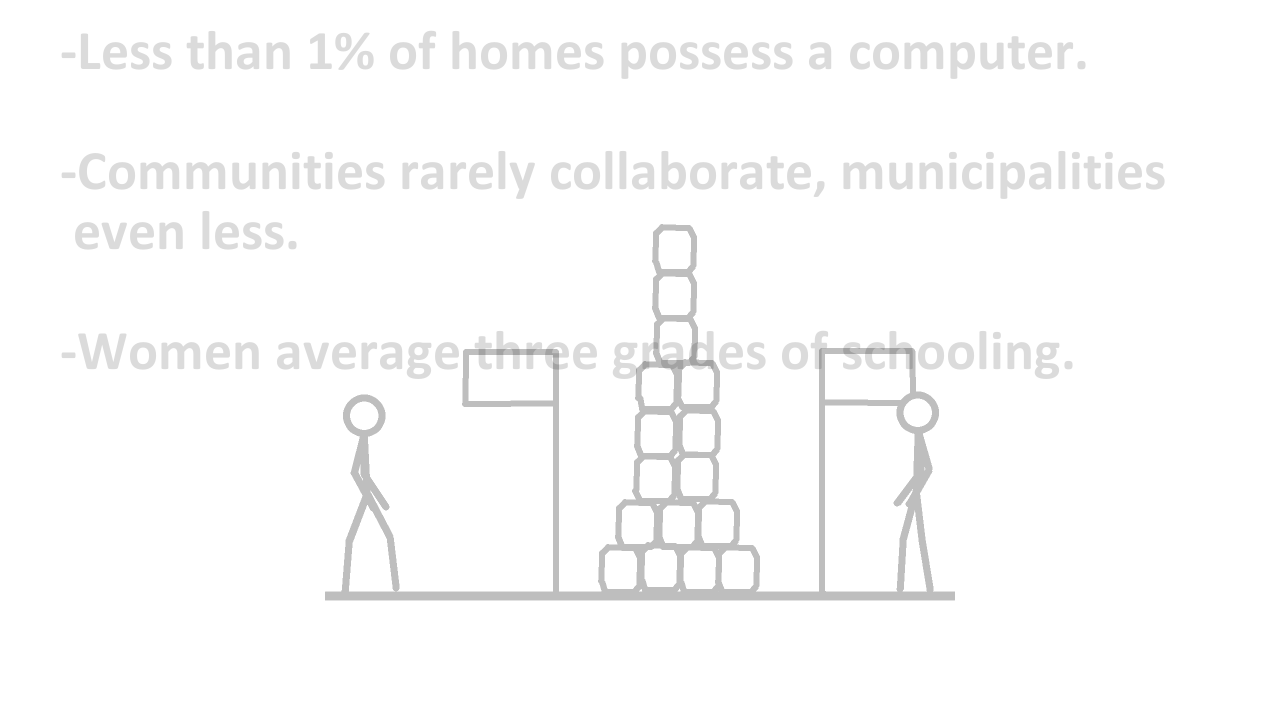 -Less than 1% of homes possess a computer.
-Communities rarely collaborate, municipalities
even less.
-Women average three grades of schooling.